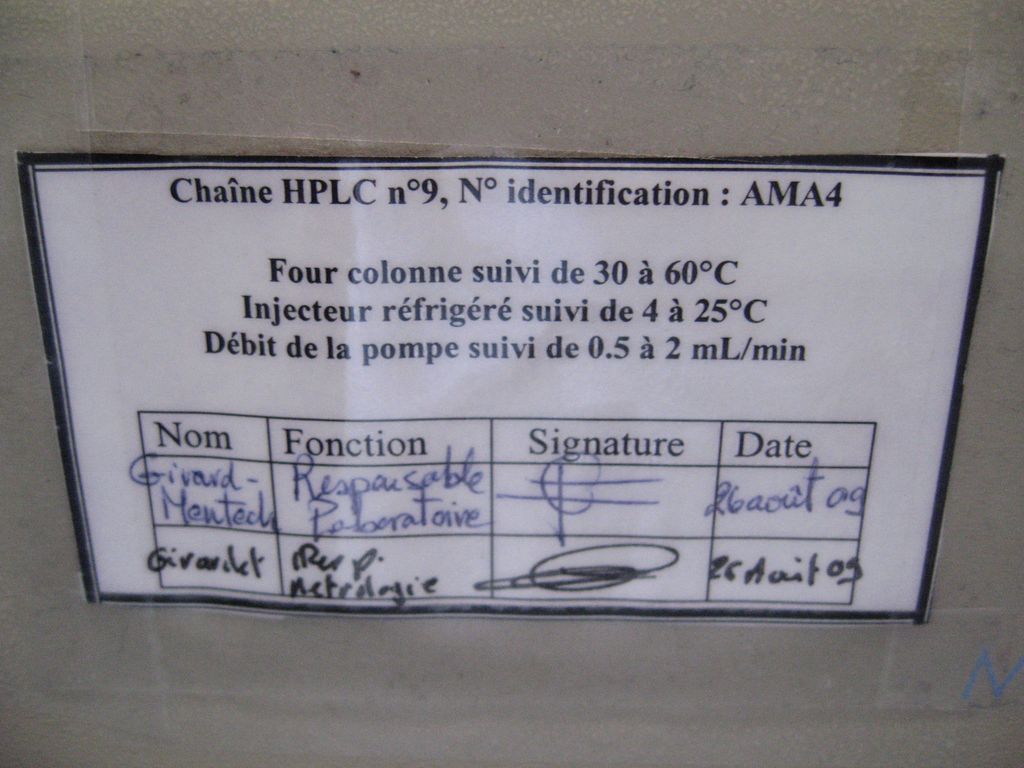 Chaîne HPLC n°9, N° identification : AMA4
Four colonne suivi de 30 à 60°C
Injecteur réfrigéré suivi de 4 à 25°C
Débit de la pompe suivi de 0.5 à 2 mL/min
Nom Fonction Signature Date
Girard- Responsable 26 août 09
Laboratoire
Resp. 26 Août 09
Métrologie